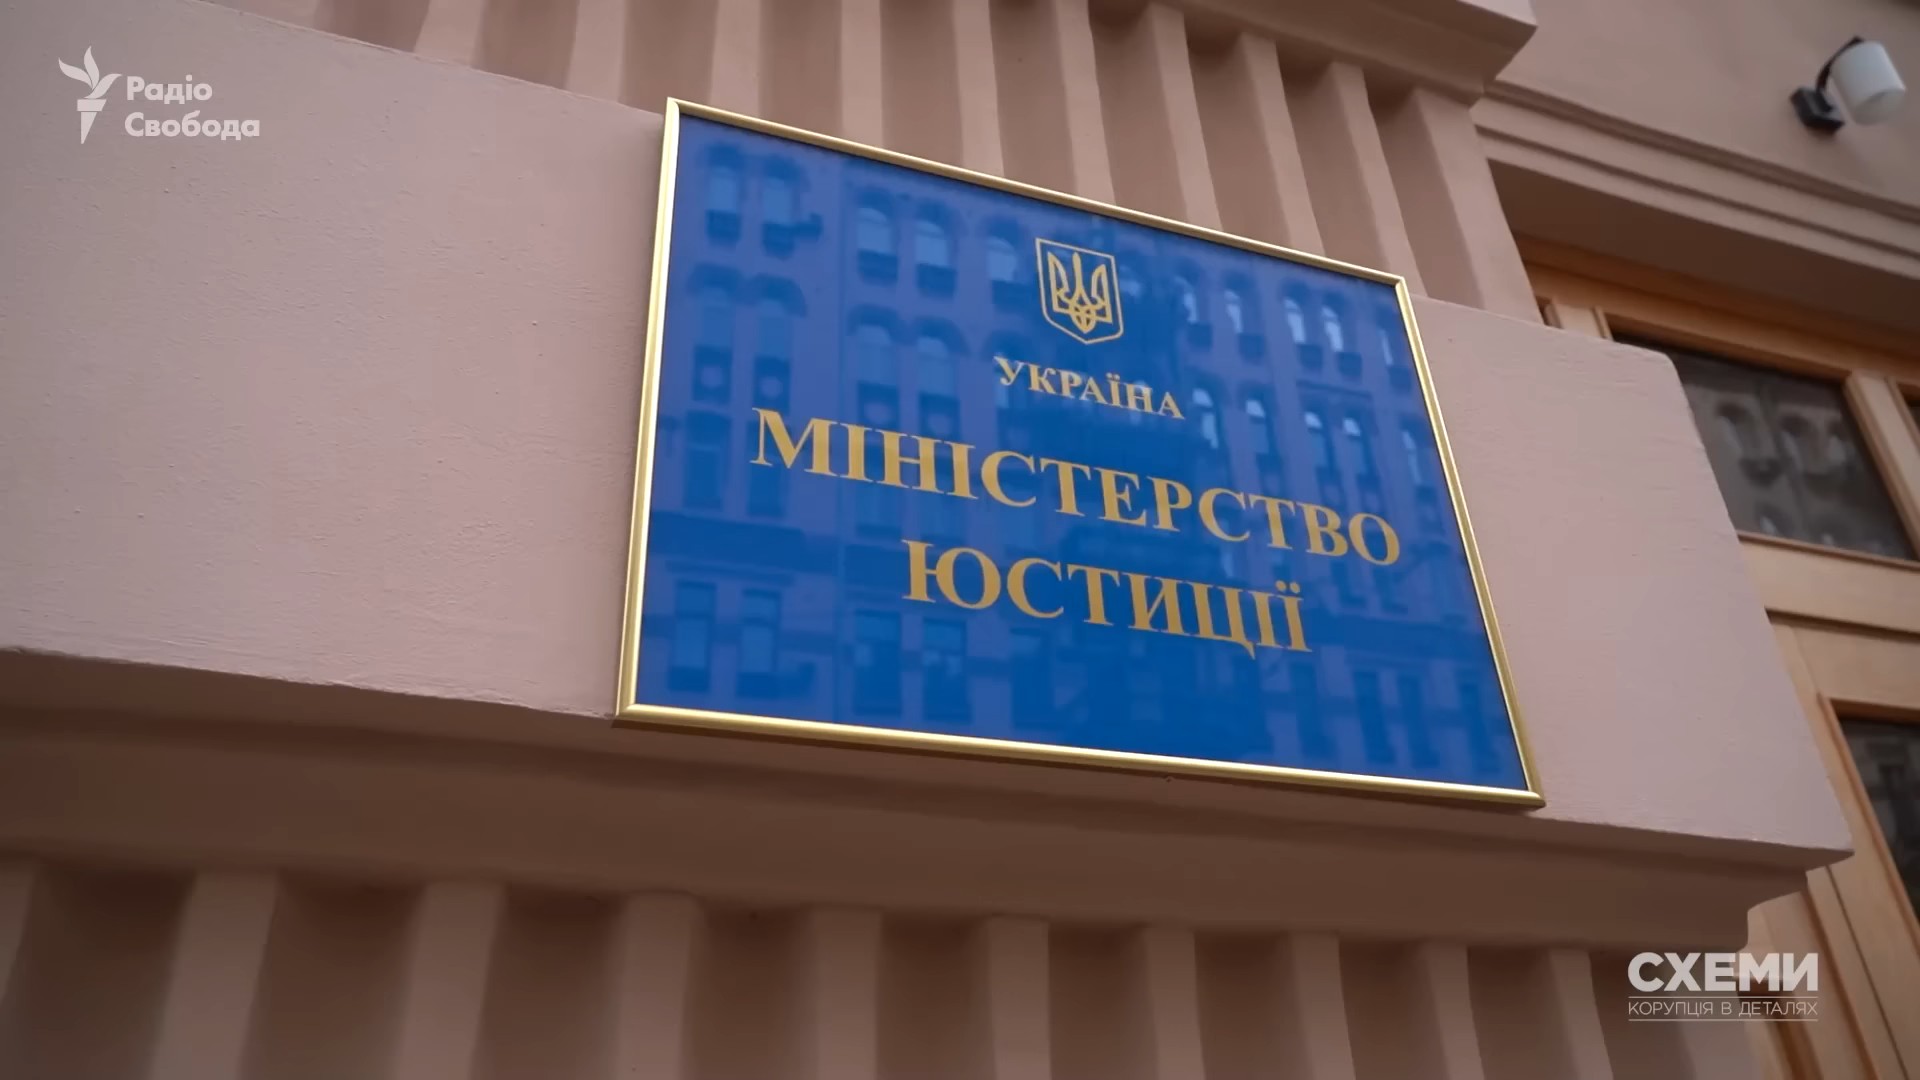 Радіо
Свобода
УКРАЇНА
МІНІСТЕРСТВО
ЮСТИЦІЇ
СХЕМИ
КОРУПЦІЯ В ДЕТАЛЯХ